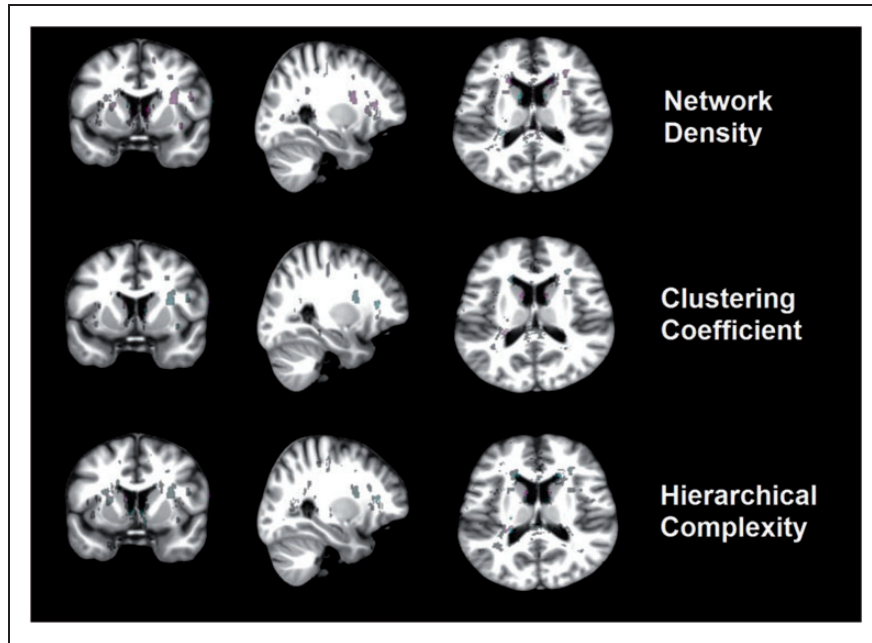 Network
Density
Clustering
Coefficient
Hierarchical
Complexity